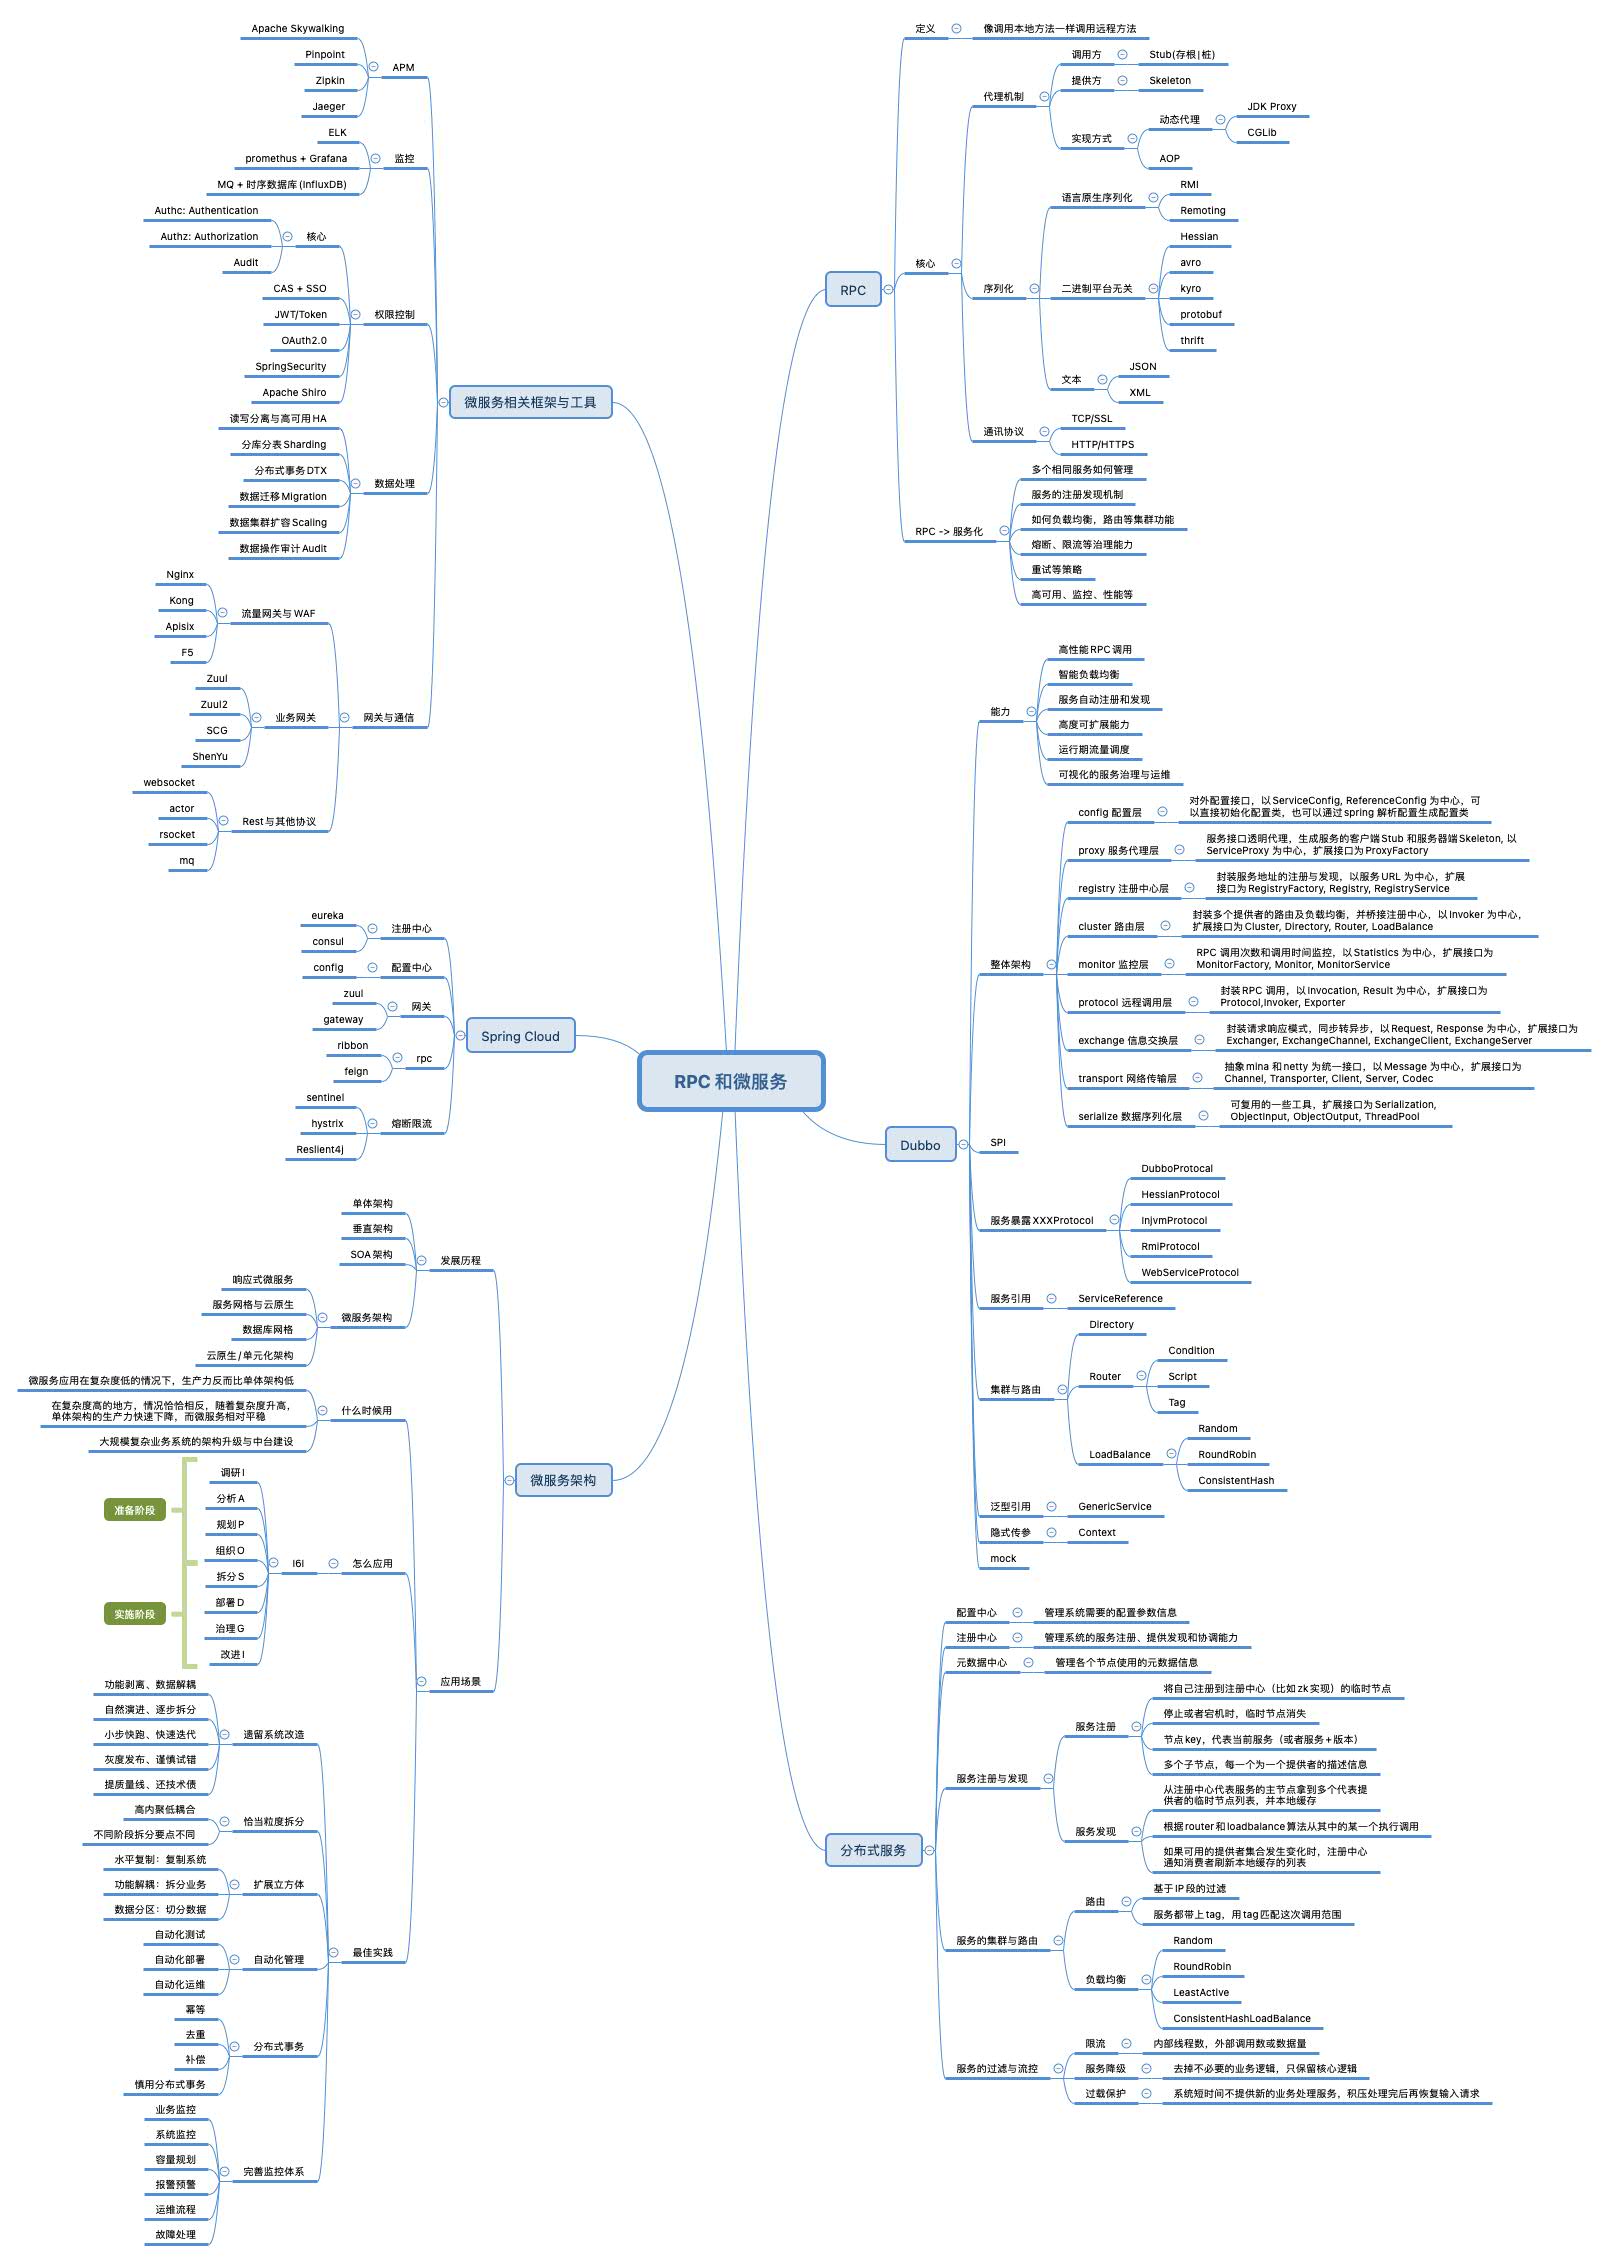 RPC 和微服务
RPC
定义
像调用本地方法一样调用远程方法
核心
代理机制
调用方
Stub(存根|桩)
提供方
Skeleton
实现方式
动态代理
JDK Proxy
CGLib
AOP
序列化
语言原生序列化
RMI
Remoting
二进制平台无关
Hessian
avro
kyro
protobuf
thrift
文本
JSON
XML
通讯协议
TCP/SSL
HTTP/HTTPS
RPC -> 服务化
多个相同服务如何管理
服务的注册发现机制
如何负载均衡，路由等集群功能
熔断、限流等治理能力
重试等策略
高可用、监控、性能等
Dubbo
能力
高性能 RPC 调用
智能负载均衡
服务自动注册和发现
高度可扩展能力
运行期流量调度
可视化的服务治理与运维
整体架构
config 配置层
对外配置接口，以 ServiceConfig, ReferenceConfig 为中心，可
以直接初始化配置类，也可以通过 spring 解析配置生成配置类
proxy 服务代理层
服务接口透明代理，生成服务的客户端 Stub 和服务器端 Skeleton, 以
ServiceProxy 为中心，扩展接口为 ProxyFactory
registry 注册中心层
封装服务地址的注册与发现，以服务 URL 为中心，扩展
接口为 RegistryFactory, Registry, RegistryService
cluster 路由层
封装多个提供者的路由及负载均衡，并桥接注册中心，以 Invoker 为中心，
扩展接口为 Cluster, Directory, Router, LoadBalance
monitor 监控层
RPC 调用次数和调用时间监控，以 Statistics 为中心，扩展接口为
MonitorFactory, Monitor, MonitorService
protocol 远程调用层
封装 RPC 调用，以 Invocation, Result 为中心，扩展接口为
Protocol,Invoker, Exporter
exchange 信息交换层
封装请求响应模式，同步转异步，以 Request, Response 为中心，扩展接口为
Exchanger, ExchangeChannel, ExchangeClient, ExchangeServer
transport 网络传输层
抽象 mina 和 netty 为统一接口，以 Message 为中心，扩展接口为
Channel, Transporter, Client, Server, Codec
serialize 数据序列化层
可复用的一些工具，扩展接口为 Serialization,
ObjectInput, ObjectOutput, ThreadPool
SPI
服务暴露 XXXProtocol
DubboProtocal
HessianProtocol
InjvmProtocol
RmiProtocol
WebServiceProtocol
服务引用
ServiceReference
集群与路由
Directory
Router
Condition
Script
Tag
LoadBalance
Random
RoundRobin
ConsistentHash
泛型引用
GenericService
隐式传参
Context
mock
分布式服务
配置中心
管理系统需要的配置参数信息
注册中心
管理系统的服务注册、提供发现和协调能力
元数据中心
管理各个节点使用的元数据信息
服务注册与发现
服务注册
将自己注册到注册中心（比如 zk 实现）的临时节点
停止或者宕机时，临时节点消失
节点 key，代表当前服务（或者服务+版本）
多个子节点，每一个为一个提供者的描述信息
服务发现
从注册中心代表服务的主节点拿到多个代表提
供者的临时节点列表，并本地缓存
根据 router 和 loadbalance 算法从其中的某一个执行调用
如果可用的提供者集合发生变化时，注册中心
通知消费者刷新本地缓存的列表
服务的集群与路由
路由
基于 IP 段的过滤
服务都带上 tag，用 tag 匹配这次调用范围
负载均衡
Random
RoundRobin
LeastActive
ConsistentHashLoadBalance
服务的过滤与流控
限流
内部线程数，外部调用数或数据量
服务降级
去掉不必要的业务逻辑，只保留核心逻辑
过载保护
系统短时间不提供新的业务处理服务，积压处理完后再恢复输入请求
微服务相关框架与工具
APM
Apache Skywalking
Pinpoint
Zipkin
Jaeger
监控
ELK
promethus + Grafana
MQ + 时序数据库 (InfluxDB)
权限控制
核心
Authc: Authentication
Authz: Authorization
Audit
CAS + SSO
JWT/Token
OAuth2.0
SpringSecurity
Apache Shiro
数据处理
读写分离与高可用 HA
分库分表 Sharding
分布式事务 DTX
数据迁移 Migration
数据集群扩容 Scaling
数据操作审计 Audit
网关与通信
流量网关与 WAF
Nginx
Kong
Apisix
F5
业务网关
Zuul
Zuul2
SCG
ShenYu
Rest 与其他协议
websocket
actor
rsocket
mq
Spring Cloud
注册中心
eureka
consul
配置中心
config
网关
zuul
gateway
rpc
ribbon
feign
熔断限流
sentinel
hystrix
Reslient4j
微服务架构
发展历程
单体架构
垂直架构
SOA 架构
微服务架构
响应式微服务
服务网格与云原生
数据库网格
云原生/单元化架构
应用场景
什么时候用
微服务应用在复杂度低的情况下，生产力反而比单体架构低
在复杂度高的地方，情况恰恰相反，随着复杂度升高，
单体架构的生产力快速下降，而微服务相对平稳
大规模复杂业务系统的架构升级与中台建设
怎么应用
I6I
准备阶段
调研 I
分析 A
规划 P
组织 O
实施阶段
拆分 S
部署 D
治理 G
改进 I
最佳实践
遗留系统改造
功能剥离、数据解耦
自然演进、逐步拆分
小步快跑、快速迭代
灰度发布、谨慎试错
提质量线、还技术债
恰当粒度拆分
高内聚低耦合
不同阶段拆分要点不同
扩展立方体
水平复制：复制系统
功能解耦：拆分业务
数据分区：切分数据
自动化管理
自动化测试
自动化部署
自动化运维
分布式事务
幂等
去重
补偿
慎用分布式事务
完善监控体系
业务监控
系统监控
容量规划
报警预警
运维流程
故障处理